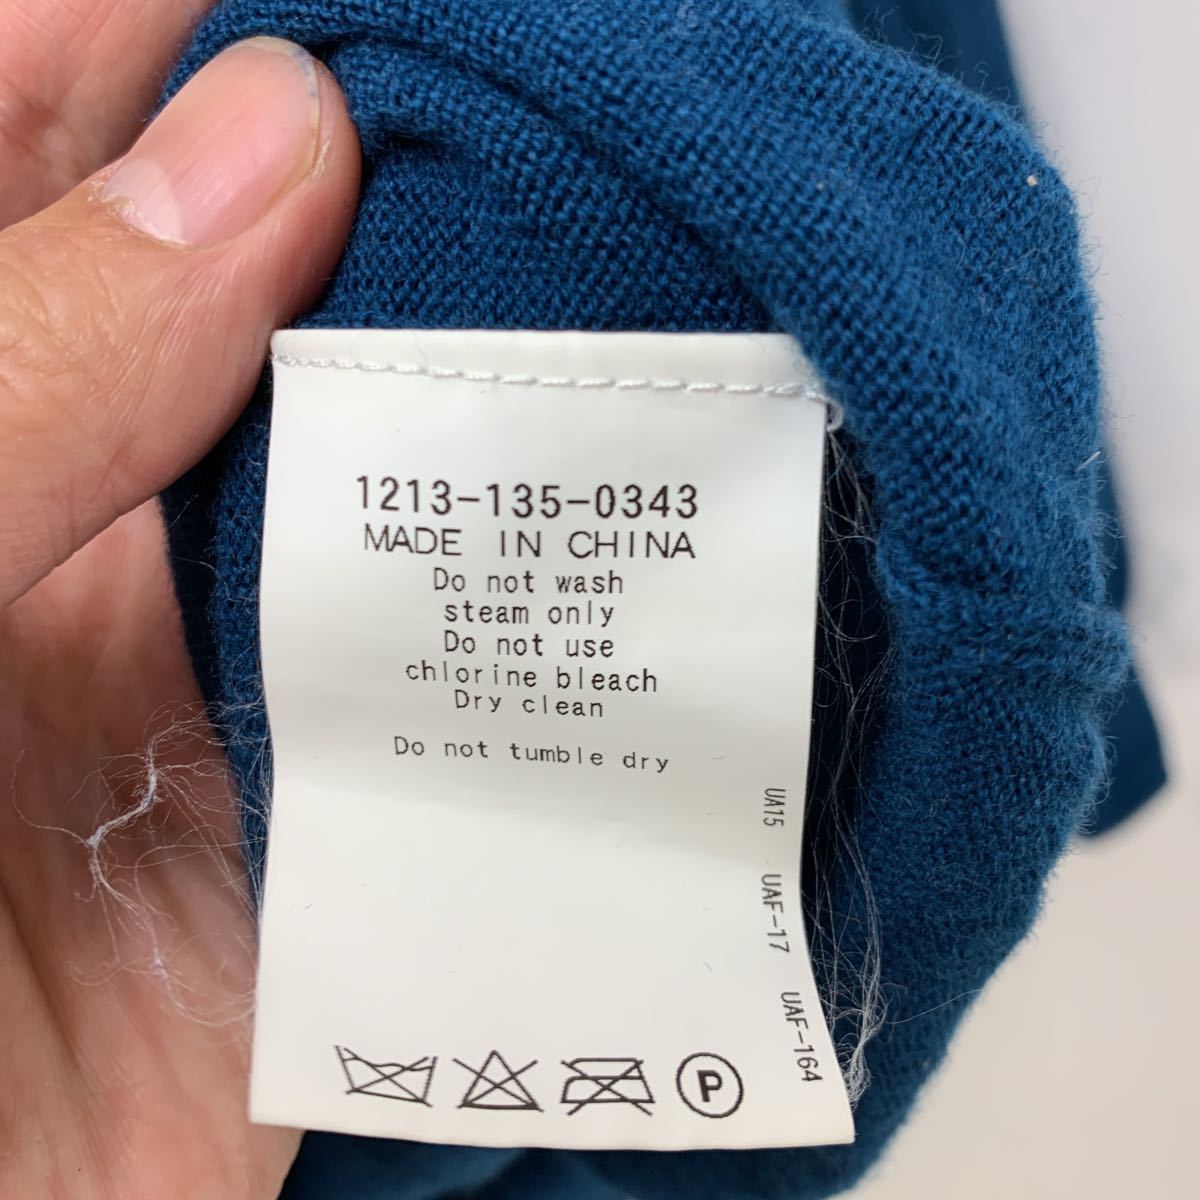 1213-135-0343
MADE IN CHINA
Do not wash
steam only
Do not use
chlorine bleach
Dry clean
Do not tumble dry
UA15 UAF-17 UAF-164
P